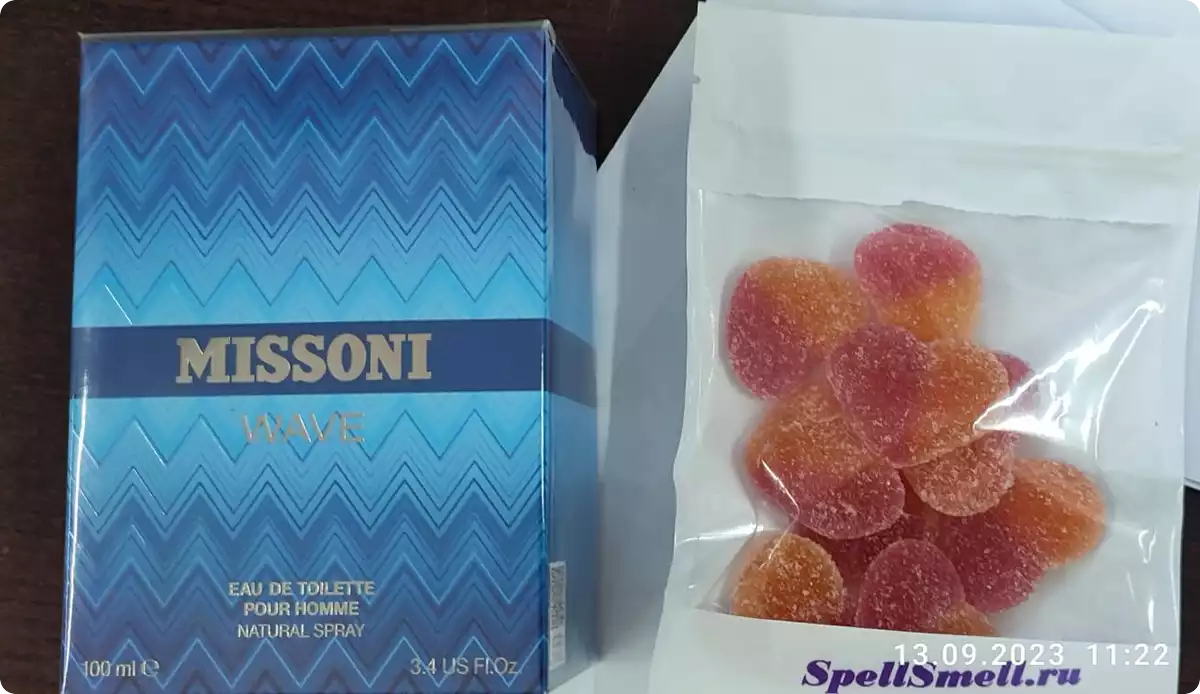 MISSONI
WAVE
EAU DE TOILETTE
POUR HOMME
NATURAL SPRAY
100 ml ℮
3.4 US Fl.Oz.
13.09.2023 11:22
SpellSmell.ru